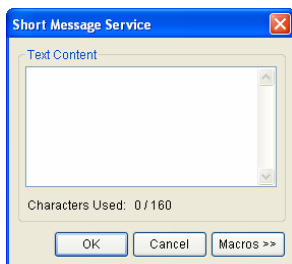 Short Message Service
Text Content
Characters Used: 0 / 160
OK Cancel Macros >>